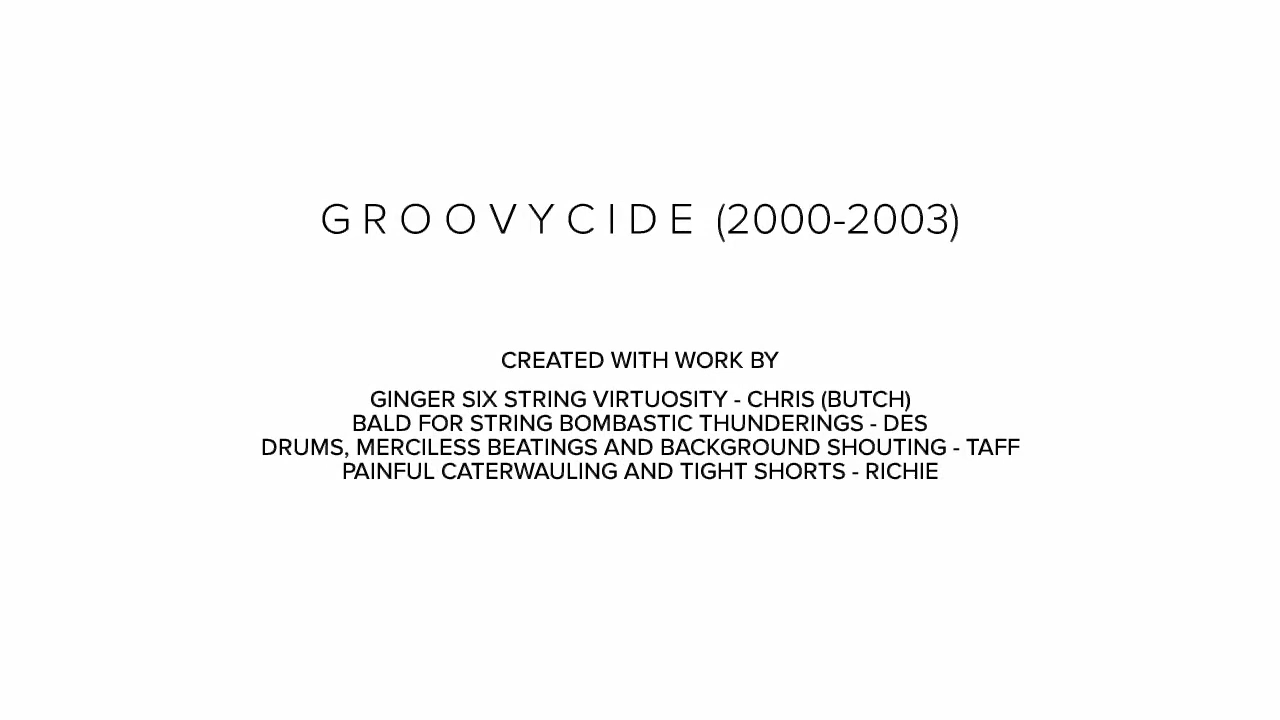 GROOVYCIDE (2000-2003)
CREATED WITH WORK BY
GINGER SIX STRING VIRTUOSITY - CHRIS (BUTCH)
BALD FOR STRING BOMBASTIC THUNDERINGS - DES
DRUMS, MERCILESS BEATINGS AND BACKGROUND SHOUTING - TAFF
PAINFUL CATERWAULING AND TIGHT SHORTS - RICHIE